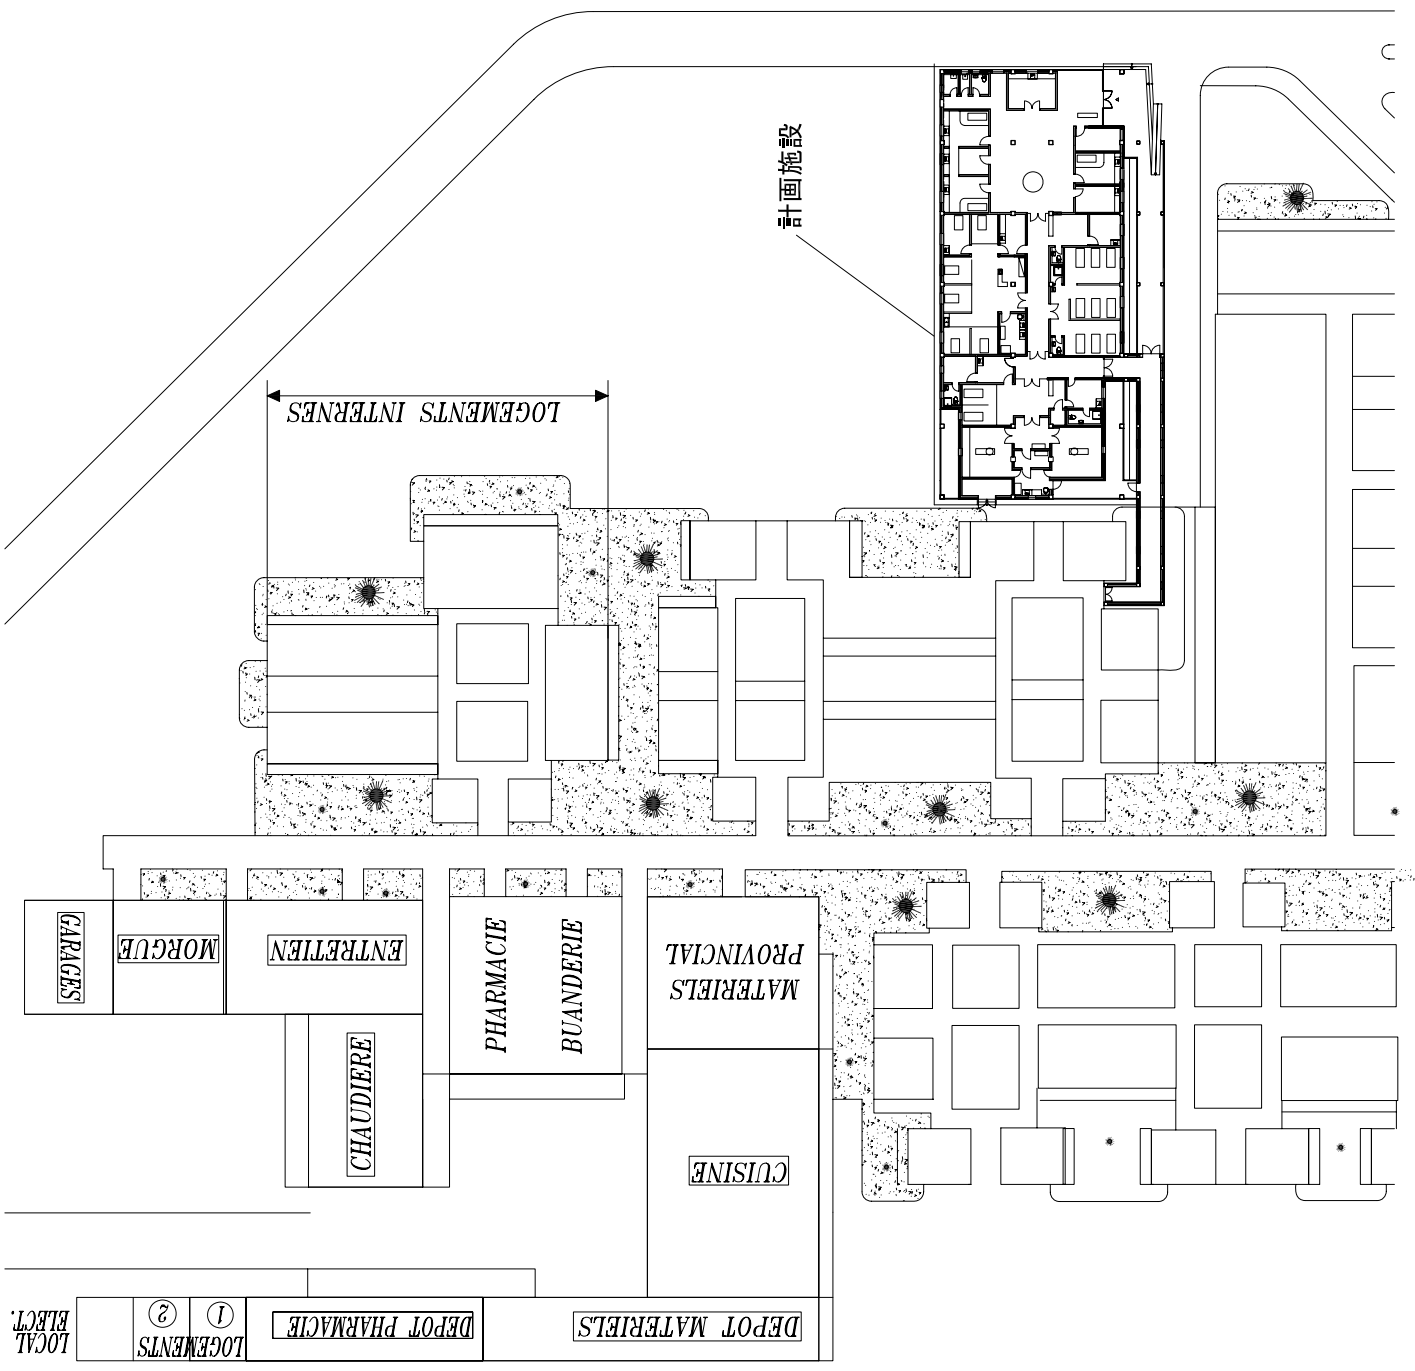 計画施設
LOGEMENTS INTERNES
GARAGES
MORGUE
ENTRETIEN
PHARMACIE
BUANDERIE
MATERIELS
PROVINCIAL
CHAUDIERE
CUISINE
LOCAL
ELECT.
LOGEMENTS
1
2
DEPOT PHARMACIE
DEPOT MATERIELS